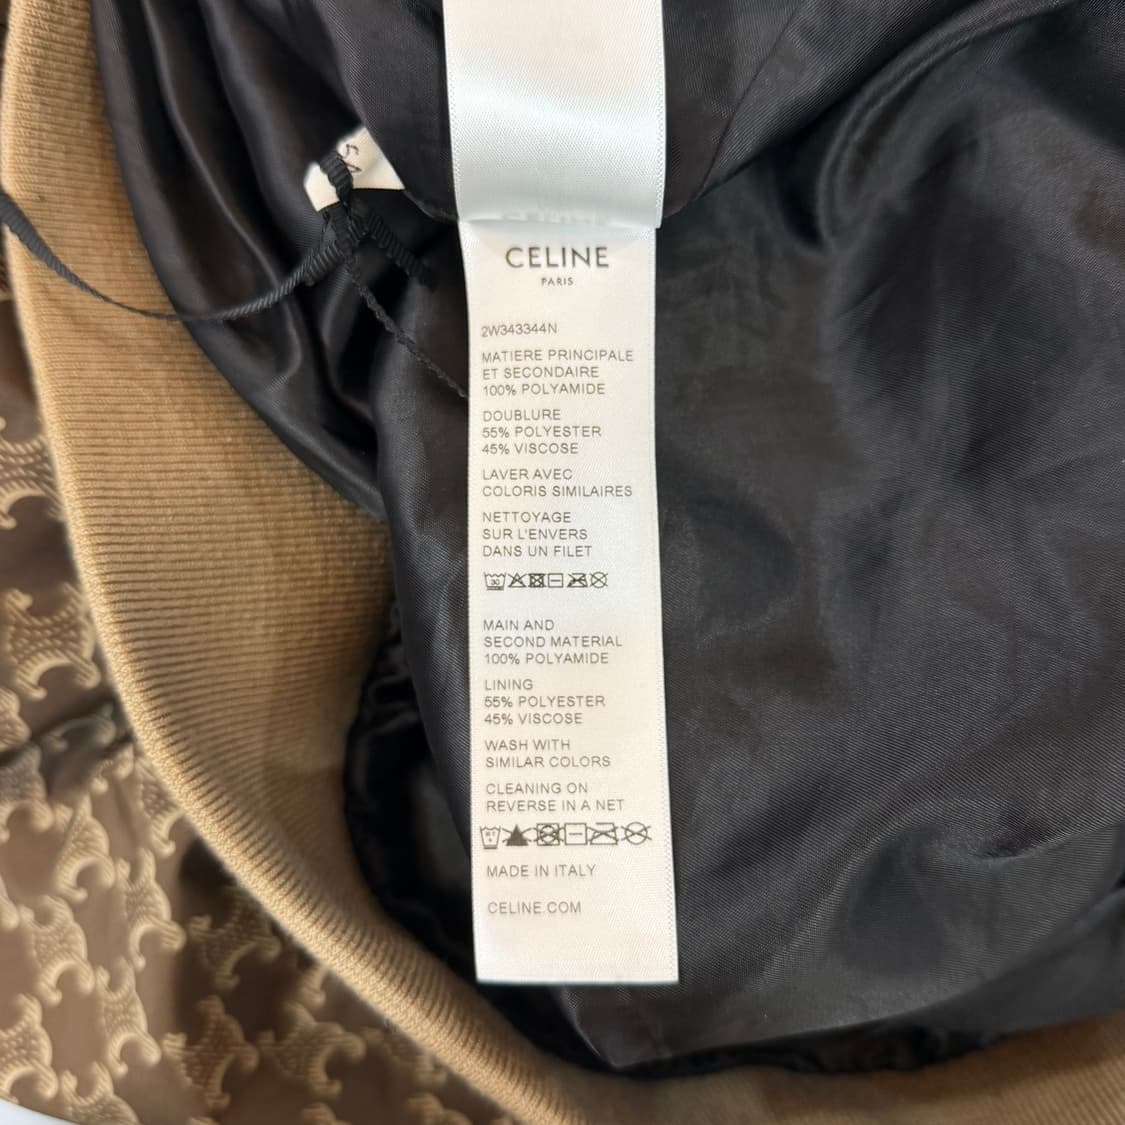 CELINE
PARIS
2W343344N
MATIERE PRINCIPALE
ET SECONDAIRE
100% POLYAMIDE
DOUBLURE
55% POLYESTER
45% VISCOSE
LAVER AVEC
COLORIS SIMILAIRES
NETTOYAGE
SUR L'ENVERS
DANS UN FILET
30
MAIN AND
SECOND MATERIAL
100% POLYAMIDE
LINING
55% POLYESTER
45% VISCOSE
WASH WITH
SIMILAR COLORS
CLEANING ON
REVERSE IN A NET
MADE IN ITALY
CELINE.COM